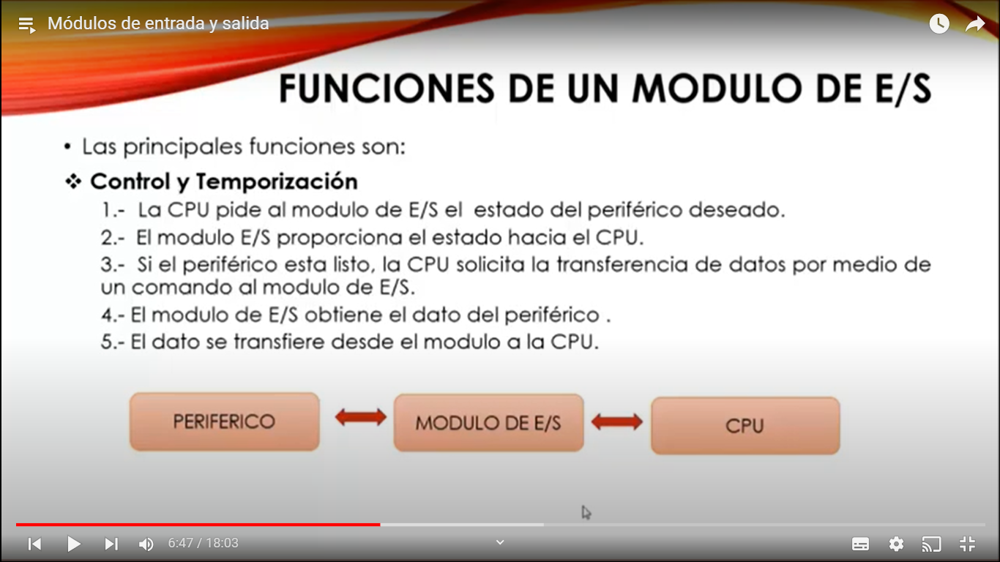 Módulos de entrada y salida
FUNCIONES DE UN MODULO DE E/S
• Las principales funciones son:
❖ Control y Temporización
1.- La CPU pide al modulo de E/S el estado del periférico deseado.
2.- El modulo E/S proporciona el estado hacia el CPU.
3.- Si el periférico esta listo, la CPU solicita la transferencia de datos por medio de
un comando al modulo de E/S.
4.- El modulo de E/S obtiene el dato del periférico .
5.- El dato se transfiere desde el modulo a la CPU.
PERIFERICO
MODULO DE E/S
CPU
6:47 / 18:03